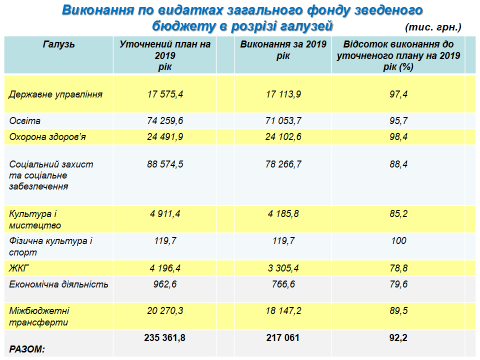 Виконання по видатках загального фонду зведеного
бюджету в розрізі галузей (тис. грн.)
Галузь Уточнений план на 2019 рік Виконання за 2019 рік Відсоток виконання до уточненого плану на 2019 рік (%)
Державне управління 17 575,4 17 113,9 97,4
Освіта 74 259,6 71 053,7 95,7
Охорона здоров'я 24 491,9 24 102,6 98,4
Соціальний захист та соціальне забезпечення 88 574,5 78 266,7 88,4
Культура і мистецтво 4 911,4 4 185,8 85,2
Фізична культура і спорт 119,7 119,7 100
ЖКГ 4 196,4 3 305,4 78,8
Економічна діяльність 962,6 766,6 79,6
Міжбюджетні трансферти 20 270,3 18 147,2 89,5
РАЗОМ: 235 361,8 217 061 92,2